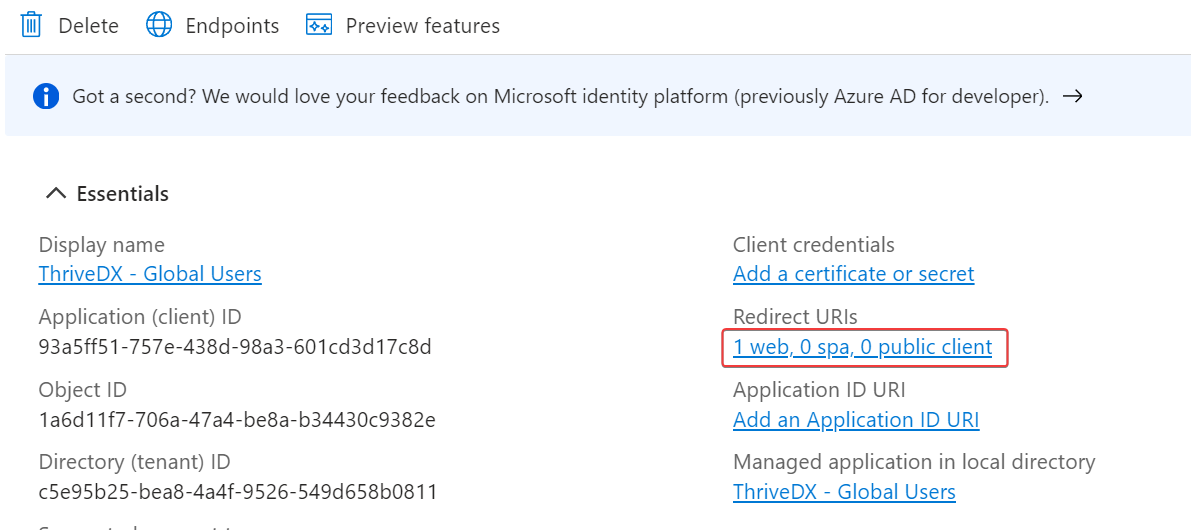 Delete Endpoints Preview features
Got a second? We would love your feedback on Microsoft identity platform (previously Azure AD for developer). →
Essentials
Display name
ThriveDX - Global Users
Application (client) ID
93a5ff51-757e-438d-98a3-601cd3d17c8d
Object ID
1a6d11f7-706a-47a4-be8a-b34430c9382e
Directory (tenant) ID
c5e95b25-bea8-4a4f-9526-549d658b0811
Client credentials
Add a certificate or secret
Redirect URIs
1 web, 0 spa, 0 public client
Application ID URI
Add an Application ID URI
Managed application in local directory
ThriveDX - Global Users